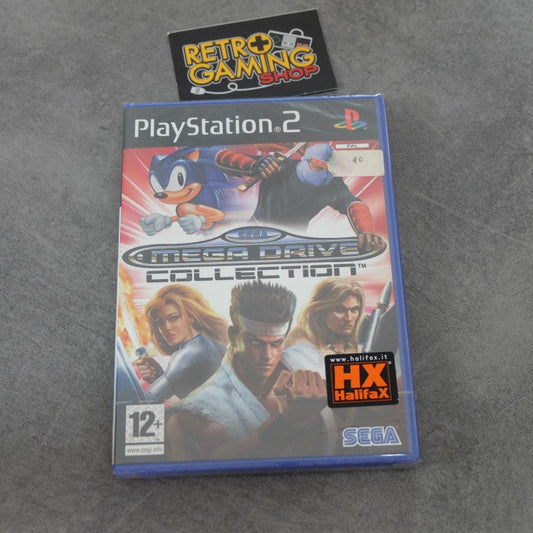 RETRO
GAMING
SHOP
PlayStation®2
PAL
40
SEGA
MEGA DRIVE
COLLECTION™
www.halifax.it
HX
HalifaX
12+
www.pegi.info
SEGA